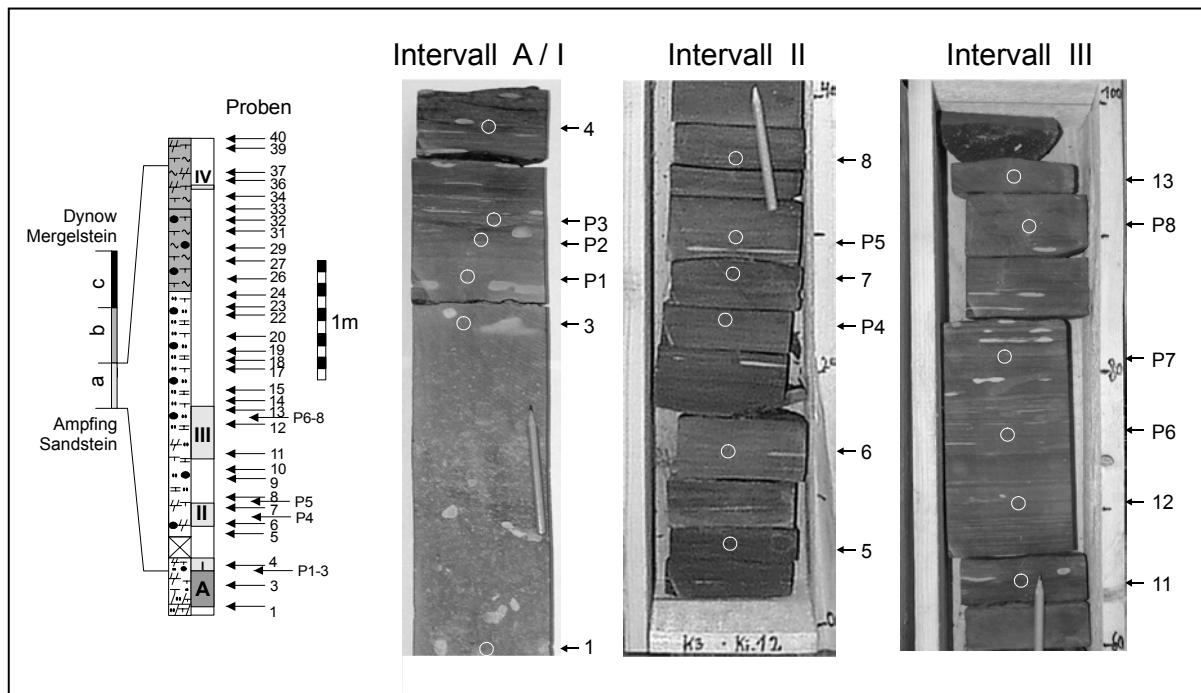 Intervall A / I
Intervall II
Intervall III
Proben
40
39
37
36
34
33
32
31
29
27
26
24
23
22
20
19
18
17
15
14
13
P6-8
12
11
10
9
8
P5
7
P4
6
5
4
P1-3
3
1
IV
III
II
I
A
Dynow
Mergelstein
c
b
a
Ampfing
Sandstein
1m
4
P3
P2
P1
3
1
40
8
P5
7
P4
20
6
5
0
K3 · Ki.12
100
13
P8
80
P7
P6
12
11
60